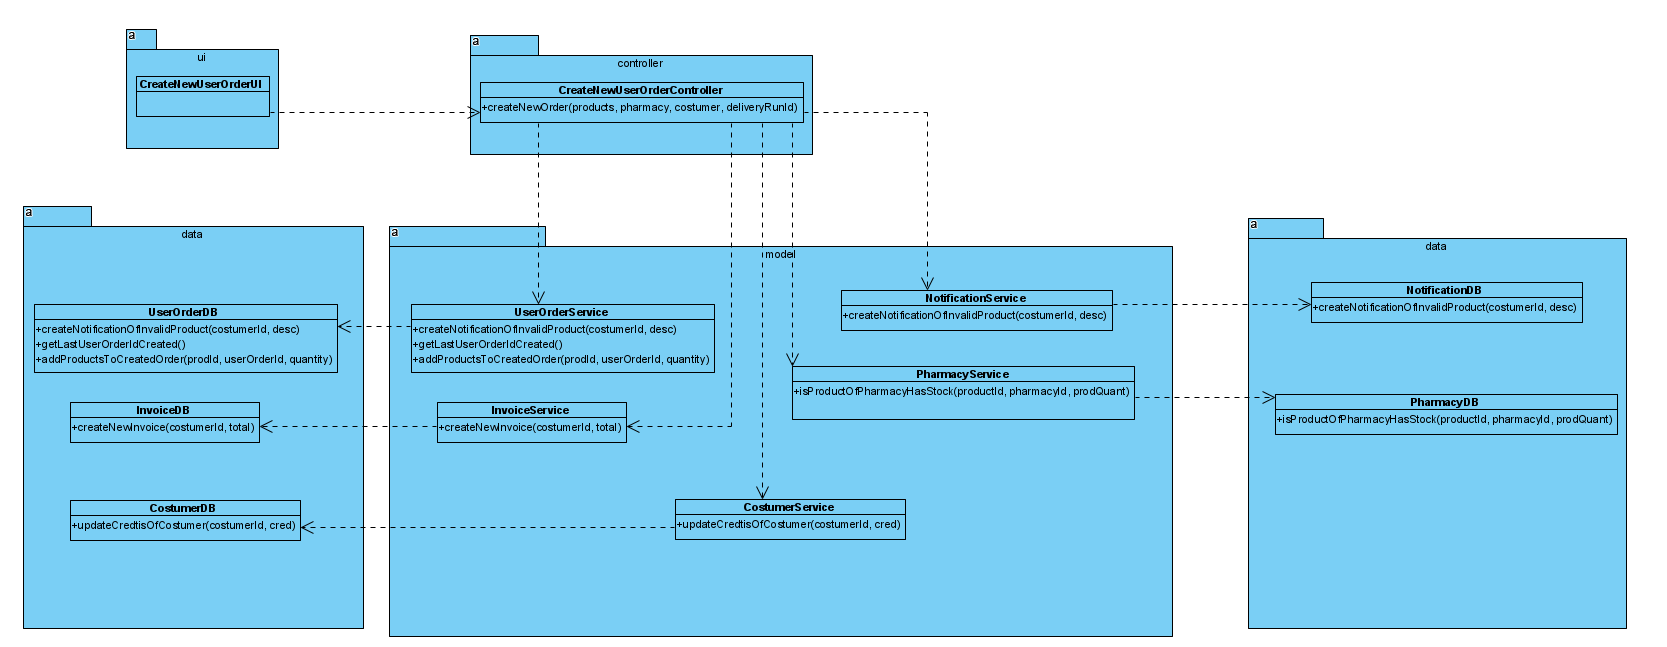 a
ui
CreateNewUserOrderUI
a
controller
CreateNewUserOrderController
+createNewOrder(products, pharmacy, costumer, deliveryRunId)
a
data
UserOrderDB
+createNotificationOfInvalidProduct(costumerId, desc)
+getLastUserOrderIdCreated()
+addProductsToCreatedOrder(prodId, userOrderId, quantity)
InvoiceDB
+createNewInvoice(costumerId, total)
CostumerDB
+updateCredtisOfCostumer(costumerId, cred)
a
model
UserOrderService
+createNotificationOfInvalidProduct(costumerId, desc)
+getLastUserOrderIdCreated()
+addProductsToCreatedOrder(prodId, userOrderId, quantity)
InvoiceService
+createNewInvoice(costumerId, total)
CostumerService
+updateCredtisOfCostumer(costumerId, cred)
NotificationService
+createNotificationOfInvalidProduct(costumerId, desc)
PharmacyService
+isProductOfPharmacyHasStock(productId, pharmacyId, prodQuant)
a
data
NotificationDB
+createNotificationOfInvalidProduct(costumerId, desc)
PharmacyDB
+isProductOfPharmacyHasStock(productId, pharmacyId, prodQuant)